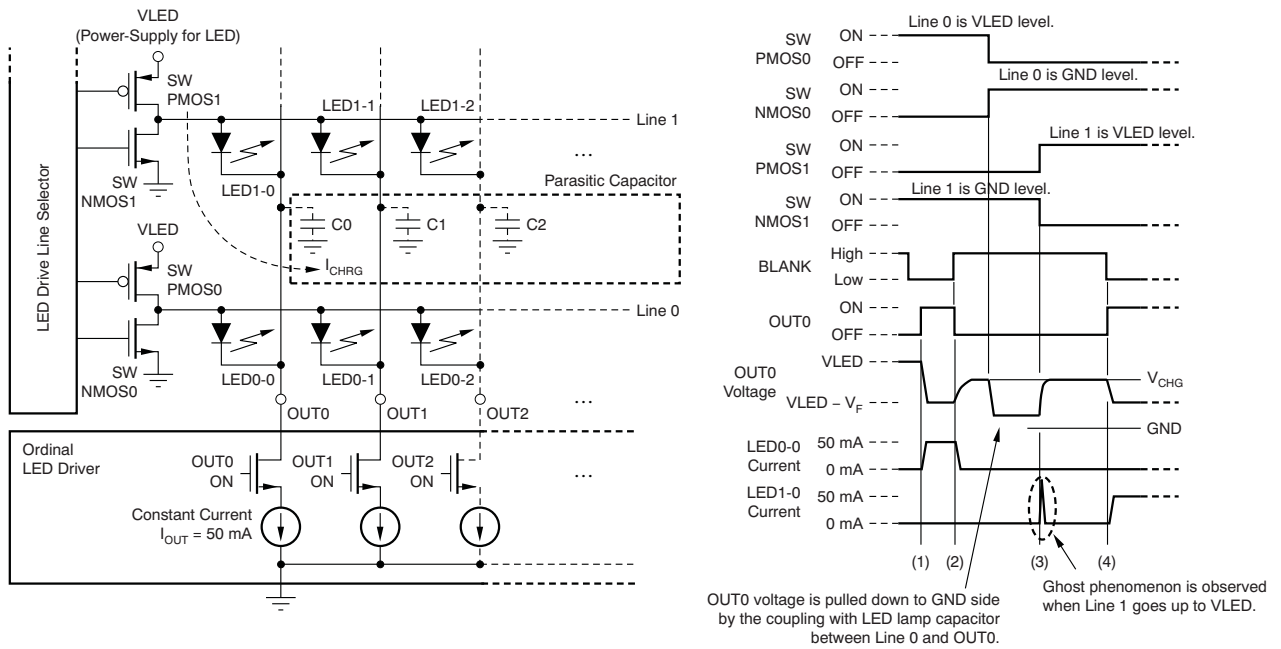 VLED
(Power-Supply for LED)
SW
PMOS1
LED1-1
LED1-2
Line 1
...
SW
NMOS1
LED1-0
Parasitic Capacitor
C0
C1
C2
VLED
ICHRG
SW
PMOS0
Line 0
LED Drive Line Selector
SW
NMOS0
LED0-0
LED0-1
LED0-2
OUT0
OUT1
OUT2
...
Ordinal
LED Driver
OUT0
ON
OUT1
ON
OUT2
ON
...
Constant Current
IOUT = 50 mA
Line 0 is VLED level.
SW
PMOS0
ON
OFF
Line 0 is GND level.
SW
NMOS0
ON
OFF
Line 1 is VLED level.
SW
PMOS1
ON
OFF
Line 1 is GND level.
SW
NMOS1
ON
OFF
BLANK
High
Low
OUT0
ON
OFF
OUT0
Voltage
VLED
VLED – VF
VCHG
GND
LED0-0
Current
50 mA
0 mA
LED1-0
Current
50 mA
0 mA
(1)
(2)
(3)
(4)
OUT0 voltage is pulled down to GND side
by the coupling with LED lamp capacitor
between Line 0 and OUT0.
Ghost phenomenon is observed
when Line 1 goes up to VLED.